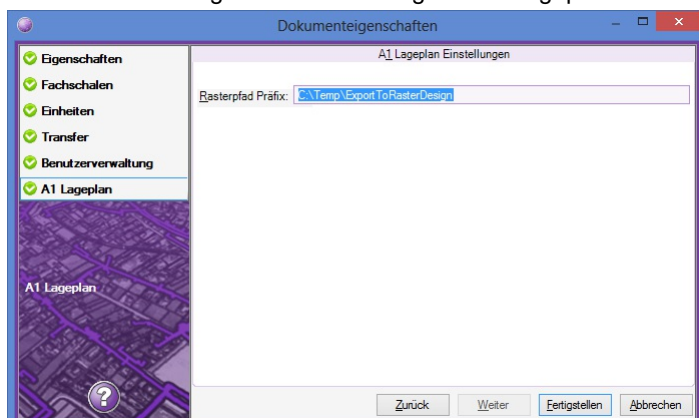 Dokumenteigenschaften
Eigenschaften
Fachschalen
Einheiten
Transfer
Benutzerverwaltung
A1 Lageplan
A1 Lageplan
?
A1 Lageplan Einstellungen
Rasterpfad Präfix: C:\Temp\ExportToRasterDesign
Zurück Weiter Fertigstellen Abbrechen